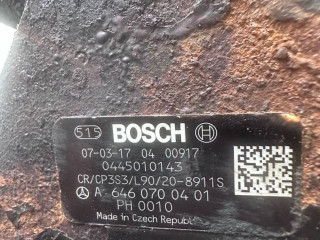 515 BOSCH
07-03-17 04 00917
0445010143
CR/CP3S3/L90/20-8911S
A 646 070 04 01
PH 0010
Made in Czech Republic